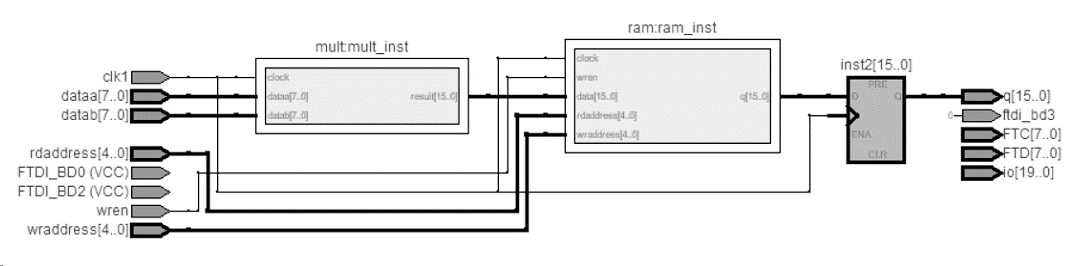 mult:mult_inst
clock
dataa[7..0]
datab[7..0]
result[15..0]
ram:ram_inst
clock
wren
data[15..0]
rdaddress[4..0]
wraddress[4..0]
q[15..0]
inst2[15..0]
PRE
D
Q
ENA
CLR
clk1
dataa[7..0]
datab[7..0]
rdaddress[4..0]
FTDI_BD0 (VCC)
FTDI_BD2 (VCC)
wren
wraddress[4..0]
q[15..0]
ftdi_bd3
FTC[7..0]
FTD[7..0]
io[19..0]